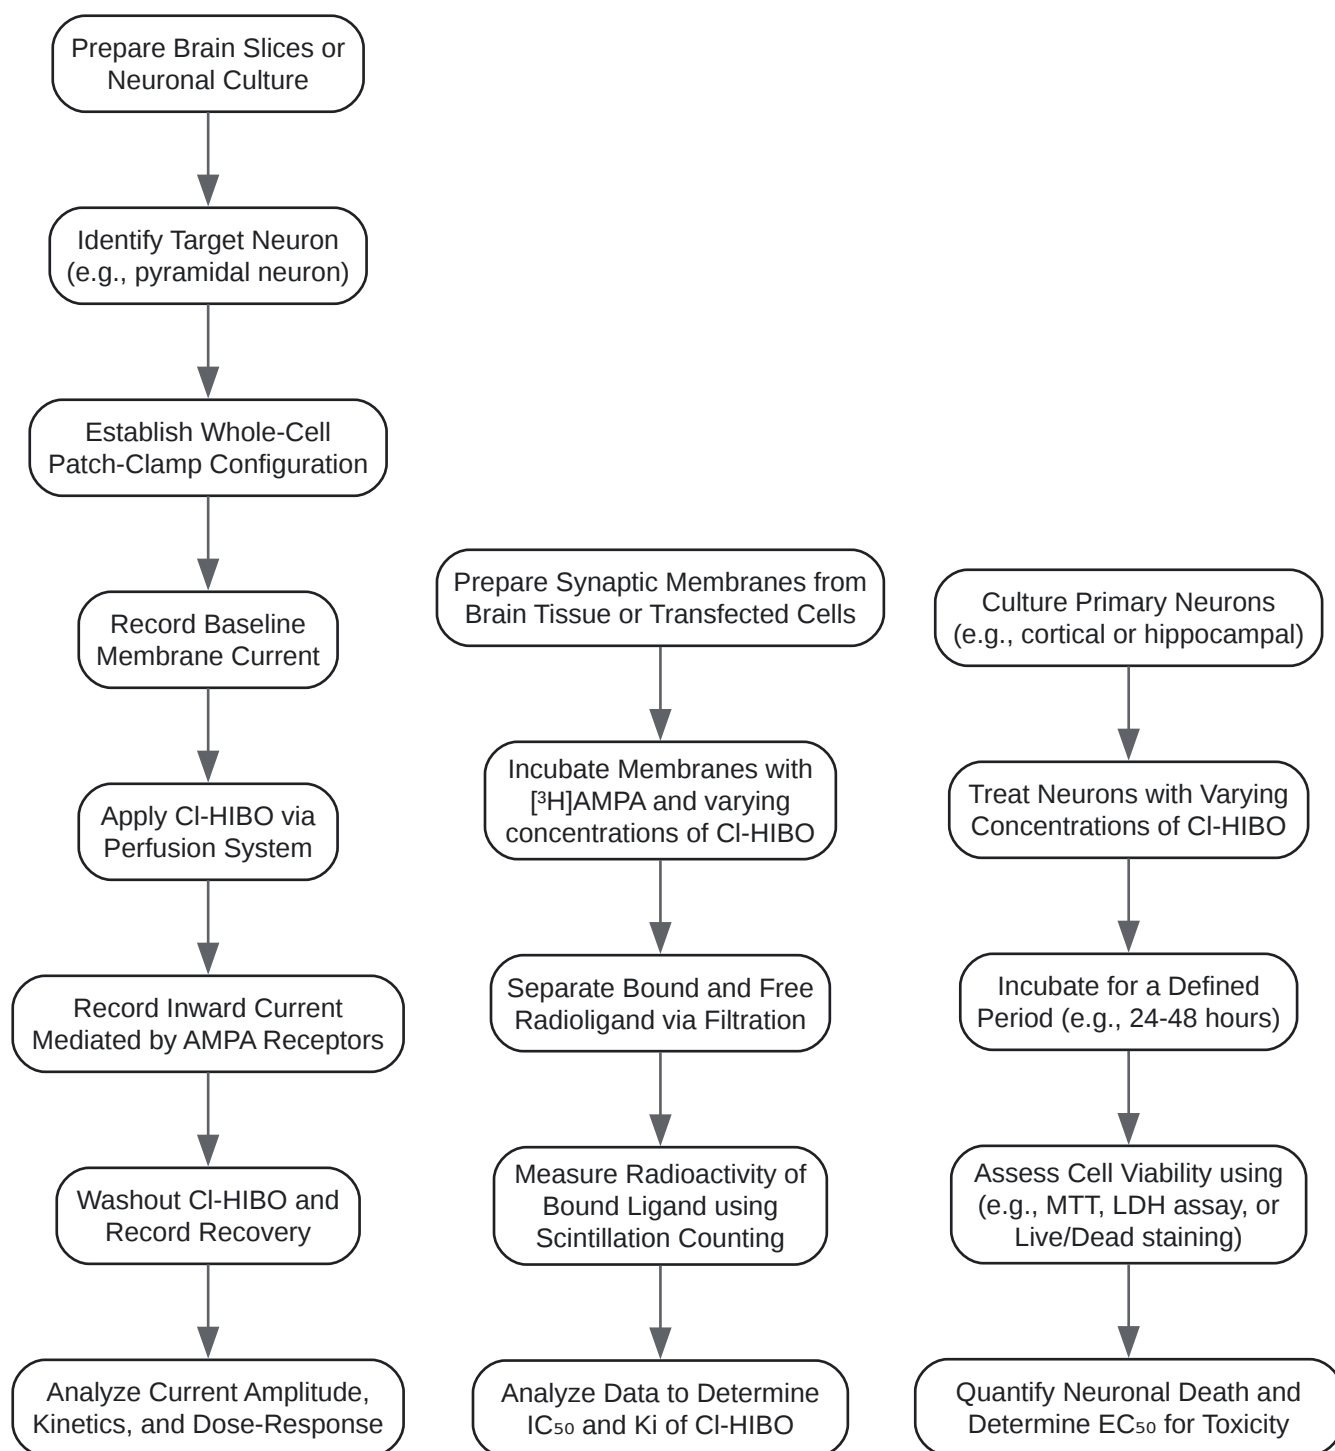 Prepare Brain Slices or
Neuronal Culture
Identify Target Neuron
(e.g., pyramidal neuron)
Establish Whole-Cell
Patch-Clamp Configuration
Record Baseline
Membrane Current
Apply Cl-HIBO via
Perfusion System
Record Inward Current
Mediated by AMPA Receptors
Washout Cl-HIBO and
Record Recovery
Analyze Current Amplitude,
Kinetics, and Dose-Response
Prepare Synaptic Membranes from
Brain Tissue or Transfected Cells
Incubate Membranes with
[³H]AMPA and varying
concentrations of Cl-HIBO
Separate Bound and Free
Radioligand via Filtration
Measure Radioactivity of
Bound Ligand using
Scintillation Counting
Analyze Data to Determine
IC₅₀ and Ki of Cl-HIBO
Culture Primary Neurons
(e.g., cortical or hippocampal)
Treat Neurons with Varying
Concentrations of Cl-HIBO
Incubate for a Defined
Period (e.g., 24-48 hours)
Assess Cell Viability using
(e.g., MTT, LDH assay, or
Live/Dead staining)
Quantify Neuronal Death and
Determine EC₅₀ for Toxicity